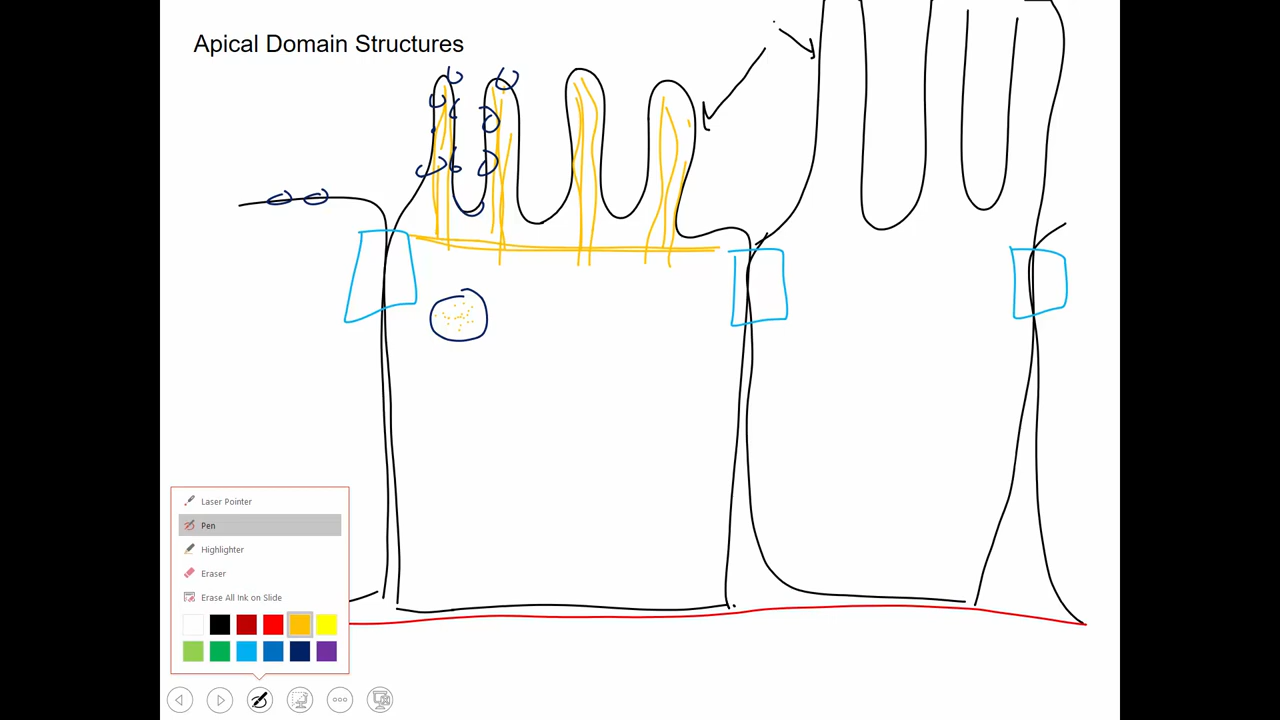 Apical Domain Structures
Laser Pointer
Pen
Highlighter
Eraser
Erase All Ink on Slide